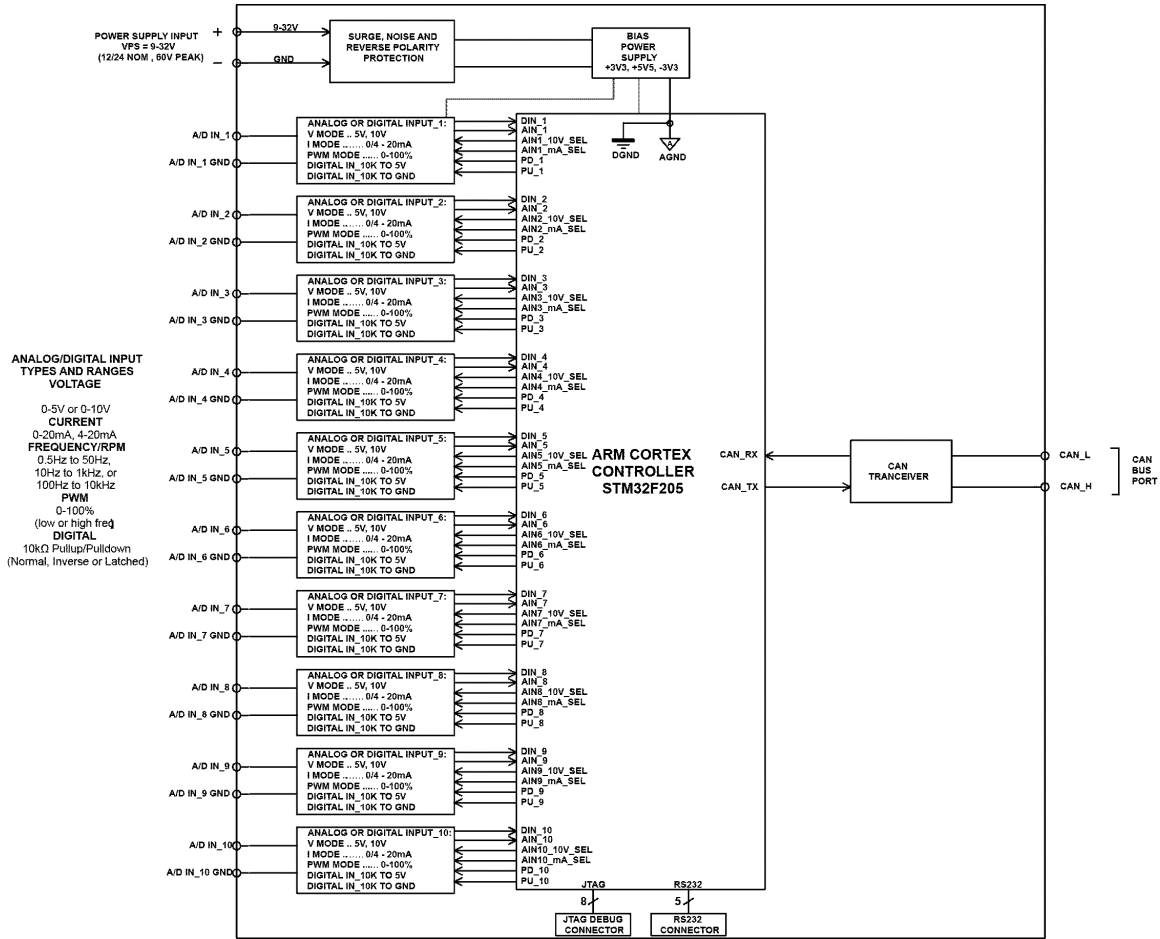 POWER SUPPLY INPUT
VPS = 9-32V
(12/24 NOM , 60V PEAK)
+
−
9-32V
GND
SURGE, NOISE AND
REVERSE POLARITY
PROTECTION
BIAS
POWER
SUPPLY
+3V3, +5V5, -3V3
DGND
A
AGND
A/D IN_1
A/D IN_1 GND
ANALOG OR DIGITAL INPUT_1:
V MODE .. 5V, 10V
I MODE ....... 0/4 - 20mA
PWM MODE ...... 0-100%
DIGITAL IN_10K TO 5V
DIGITAL IN_10K TO GND
DIN_1
AIN_1
AIN1_10V_SEL
AIN1_mA_SEL
PD_1
PU_1
A/D IN_2
A/D IN_2 GND
ANALOG OR DIGITAL INPUT_2:
V MODE .. 5V, 10V
I MODE ....... 0/4 - 20mA
PWM MODE ...... 0-100%
DIGITAL IN_10K TO 5V
DIGITAL IN_10K TO GND
DIN_2
AIN_2
AIN2_10V_SEL
AIN2_mA_SEL
PD_2
PU_2
A/D IN_3
A/D IN_3 GND
ANALOG OR DIGITAL INPUT_3:
V MODE .. 5V, 10V
I MODE ....... 0/4 - 20mA
PWM MODE ...... 0-100%
DIGITAL IN_10K TO 5V
DIGITAL IN_10K TO GND
DIN_3
AIN_3
AIN3_10V_SEL
AIN3_mA_SEL
PD_3
PU_3
A/D IN_4
A/D IN_4 GND
ANALOG OR DIGITAL INPUT_4:
V MODE .. 5V, 10V
I MODE ....... 0/4 - 20mA
PWM MODE ...... 0-100%
DIGITAL IN_10K TO 5V
DIGITAL IN_10K TO GND
DIN_4
AIN_4
AIN4_10V_SEL
AIN4_mA_SEL
PD_4
PU_4
ANALOG/DIGITAL INPUT
TYPES AND RANGES
VOLTAGE
0-5V or 0-10V
CURRENT
0-20mA, 4-20mA
FREQUENCY/RPM
0.5Hz to 50Hz,
10Hz to 1kHz, or
100Hz to 10kHz
PWM
0-100%
(low or high freq)
DIGITAL
10kΩ Pullup/Pulldown
(Normal, Inverse or Latched)
A/D IN_5
A/D IN_5 GND
ANALOG OR DIGITAL INPUT_5:
V MODE .. 5V, 10V
I MODE ....... 0/4 - 20mA
PWM MODE ...... 0-100%
DIGITAL IN_10K TO 5V
DIGITAL IN_10K TO GND
DIN_5
AIN_5
AIN5_10V_SEL
AIN5_mA_SEL
PD_5
PU_5
ARM CORTEX
CONTROLLER
STM32F205
CAN_RX
CAN_TX
CAN
TRANCEIVER
CAN_L
CAN_H
CAN
BUS
PORT
A/D IN_6
A/D IN_6 GND
ANALOG OR DIGITAL INPUT_6:
V MODE .. 5V, 10V
I MODE ....... 0/4 - 20mA
PWM MODE ...... 0-100%
DIGITAL IN_10K TO 5V
DIGITAL IN_10K TO GND
DIN_6
AIN_6
AIN6_10V_SEL
AIN6_mA_SEL
PD_6
PU_6
A/D IN_7
A/D IN_7 GND
ANALOG OR DIGITAL INPUT_7:
V MODE .. 5V, 10V
I MODE ....... 0/4 - 20mA
PWM MODE ...... 0-100%
DIGITAL IN_10K TO 5V
DIGITAL IN_10K TO GND
DIN_7
AIN_7
AIN7_10V_SEL
AIN7_mA_SEL
PD_7
PU_7
A/D IN_8
A/D IN_8 GND
ANALOG OR DIGITAL INPUT_8:
V MODE .. 5V, 10V
I MODE ....... 0/4 - 20mA
PWM MODE ...... 0-100%
DIGITAL IN_10K TO 5V
DIGITAL IN_10K TO GND
DIN_8
AIN_8
AIN8_10V_SEL
AIN8_mA_SEL
PD_8
PU_8
A/D IN_9
A/D IN_9 GND
ANALOG OR DIGITAL INPUT_9:
V MODE .. 5V, 10V
I MODE ....... 0/4 - 20mA
PWM MODE ...... 0-100%
DIGITAL IN_10K TO 5V
DIGITAL IN_10K TO GND
DIN_9
AIN_9
AIN9_10V_SEL
AIN9_mA_SEL
PD_9
PU_9
A/D IN_10
A/D IN_10 GND
ANALOG OR DIGITAL INPUT_10:
V MODE .. 5V, 10V
I MODE ....... 0/4 - 20mA
PWM MODE ...... 0-100%
DIGITAL IN_10K TO 5V
DIGITAL IN_10K TO GND
DIN_10
AIN_10
AIN10_10V_SEL
AIN10_mA_SEL
PD_10
PU_10
JTAG
RS232
8
5
JTAG DEBUG
CONNECTOR
RS232
CONNECTOR